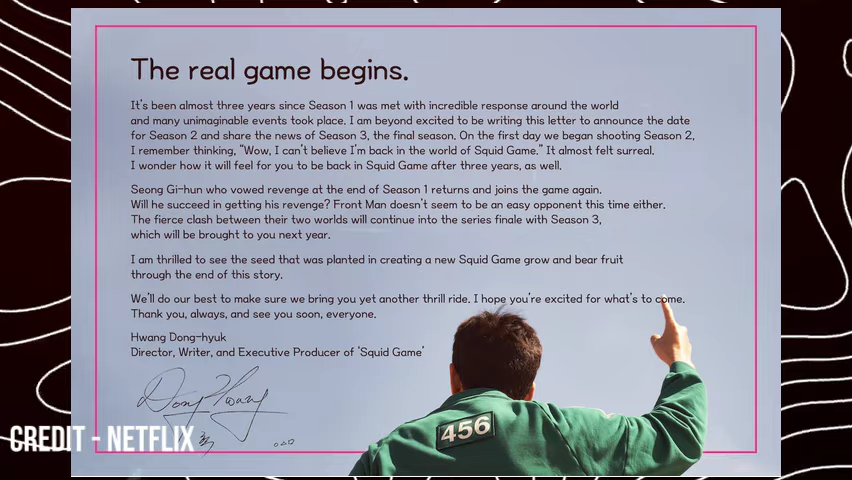 The real game begins.
It's been almost three years since Season 1 was met with incredible response around the world
and many unimaginable events took place. I am beyond excited to be writing this letter to announce the date
for Season 2 and share the news of Season 3, the final season. On the first day we began shooting Season 2,
I remember thinking, "Wow, I can't believe I'm back in the world of Squid Game." It almost felt surreal.
I wonder how it will feel for you to be back in Squid Game after three years, as well.
Seong Gi-hun who vowed revenge at the end of Season 1 returns and joins the game again.
Will he succeed in getting his revenge? Front Man doesn't seem to be an easy opponent this time either.
The fierce clash between their two worlds will continue into the series finale with Season 3,
which will be brought to you next year.
I am thrilled to see the seed that was planted in creating a new Squid Game grow and bear fruit
through the end of this story.
We'll do our best to make sure we bring you yet another thrill ride. I hope you're excited for what's to come.
Thank you, always, and see you soon, everyone.
Hwang Dong-hyuk
Director, Writer, and Executive Producer of 'Squid Game'
Dong Hwang
456
CREDIT - NETFLIX